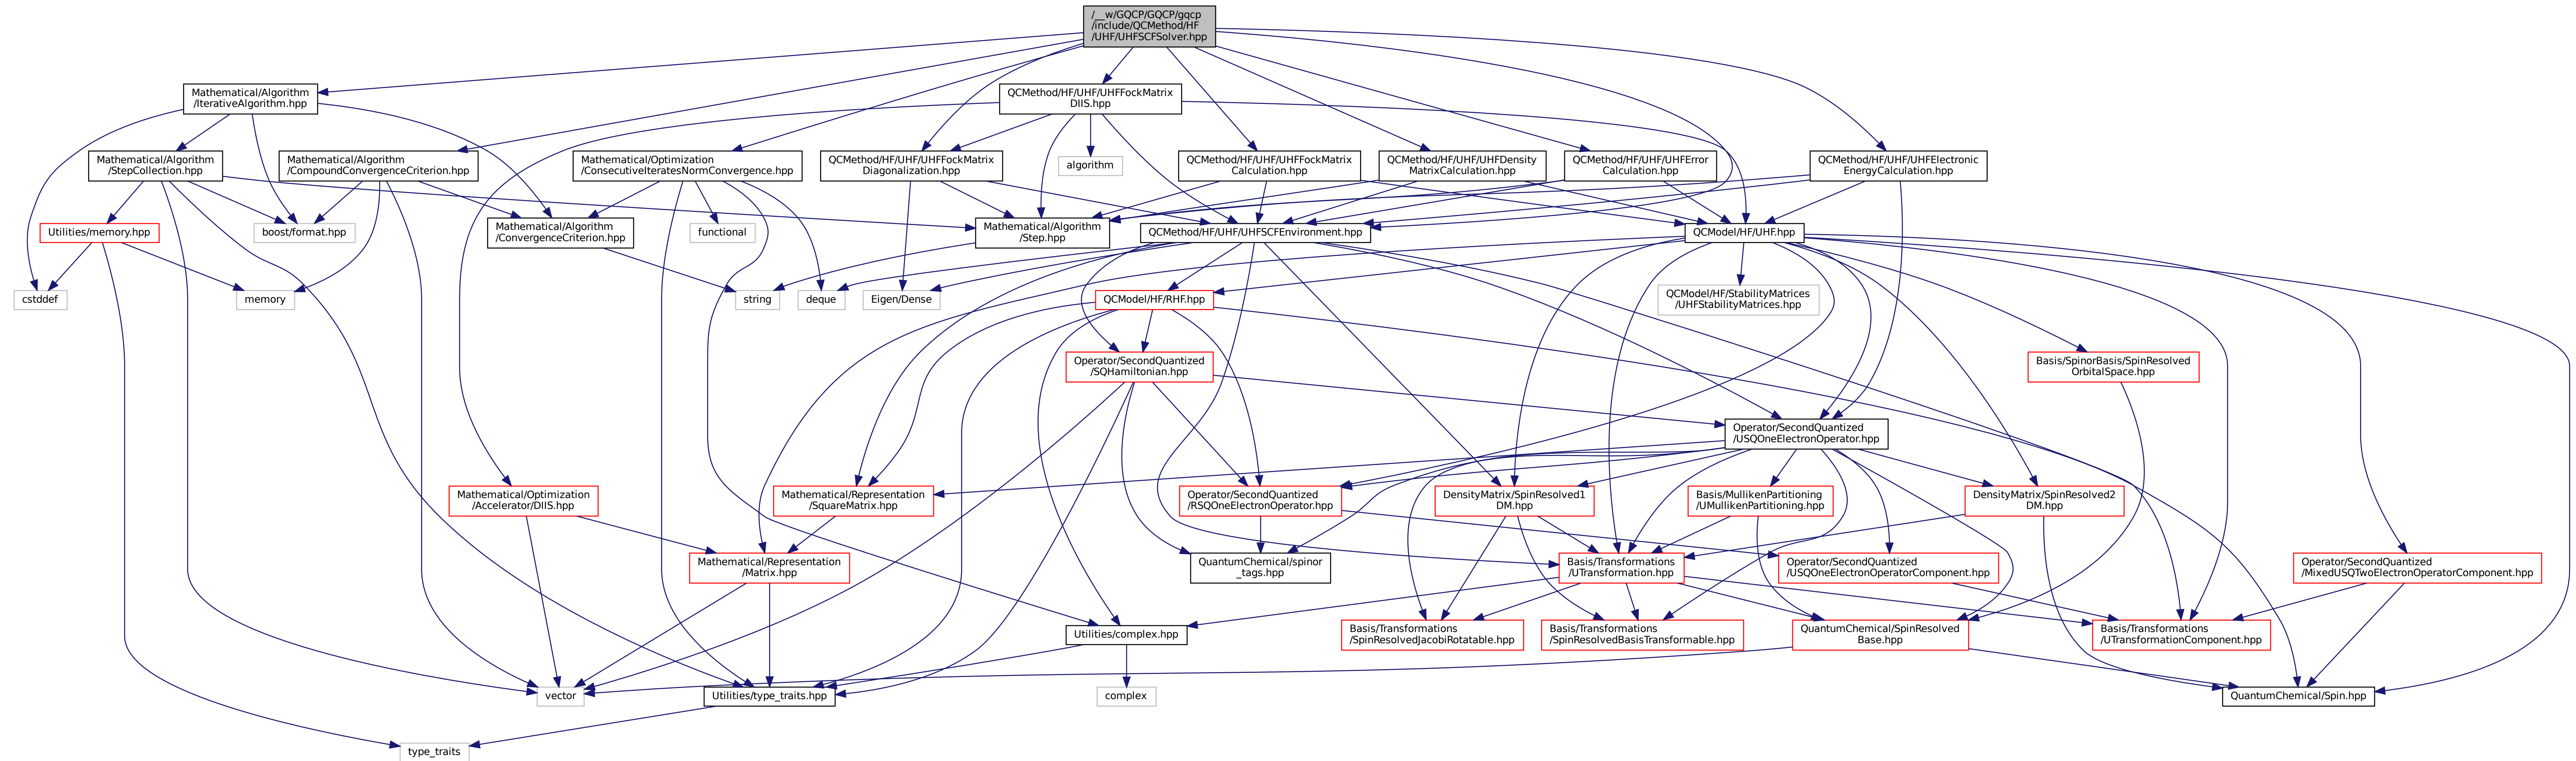 /__w/GQCP/GQCP/gqcp
/include/QCMethod/HF
/UHF/UHFSCFSolver.hpp
Mathematical/Algorithm
/IterativeAlgorithm.hpp
QCMethod/HF/UHF/UHFFockMatrix
DIIS.hpp
Mathematical/Algorithm
/StepCollection.hpp
Mathematical/Algorithm
/CompoundConvergenceCriterion.hpp
Mathematical/Optimization
/ConsecutiveIteratesNormConvergence.hpp
QCMethod/HF/UHF/UHFFockMatrix
Diagonalization.hpp
algorithm
QCMethod/HF/UHF/UHFFockMatrix
Calculation.hpp
QCMethod/HF/UHF/UHFDensity
MatrixCalculation.hpp
QCMethod/HF/UHF/UHFError
Calculation.hpp
QCMethod/HF/UHF/UHFElectronic
EnergyCalculation.hpp
Utilities/memory.hpp
boost/format.hpp
Mathematical/Algorithm
/ConvergenceCriterion.hpp
functional
Mathematical/Algorithm
/Step.hpp
QCMethod/HF/UHF/UHFSCFEnvironment.hpp
QCModel/HF/UHF.hpp
cstddef
memory
string
deque
Eigen/Dense
QCModel/HF/RHF.hpp
QCModel/HF/StabilityMatrices
/UHFStabilityMatrices.hpp
Operator/SecondQuantized
/SQHamiltonian.hpp
Basis/SpinorBasis/SpinResolved
OrbitalSpace.hpp
Operator/SecondQuantized
/USQOneElectronOperator.hpp
Mathematical/Optimization
/Accelerator/DIIS.hpp
Mathematical/Representation
/SquareMatrix.hpp
Operator/SecondQuantized
/RSQOneElectronOperator.hpp
DensityMatrix/SpinResolved1
DM.hpp
Basis/MullikenPartitioning
/UMullikenPartitioning.hpp
DensityMatrix/SpinResolved2
DM.hpp
Mathematical/Representation
/Matrix.hpp
QuantumChemical/spinor
_tags.hpp
Basis/Transformations
/UTransformation.hpp
Operator/SecondQuantized
/USQOneElectronOperatorComponent.hpp
Operator/SecondQuantized
/MixedUSQTwoElectronOperatorComponent.hpp
Utilities/complex.hpp
Basis/Transformations
/SpinResolvedJacobiRotatable.hpp
Basis/Transformations
/SpinResolvedBasisTransformable.hpp
QuantumChemical/SpinResolved
Base.hpp
Basis/Transformations
/UTransformationComponent.hpp
vector
Utilities/type_traits.hpp
complex
QuantumChemical/Spin.hpp
type_traits